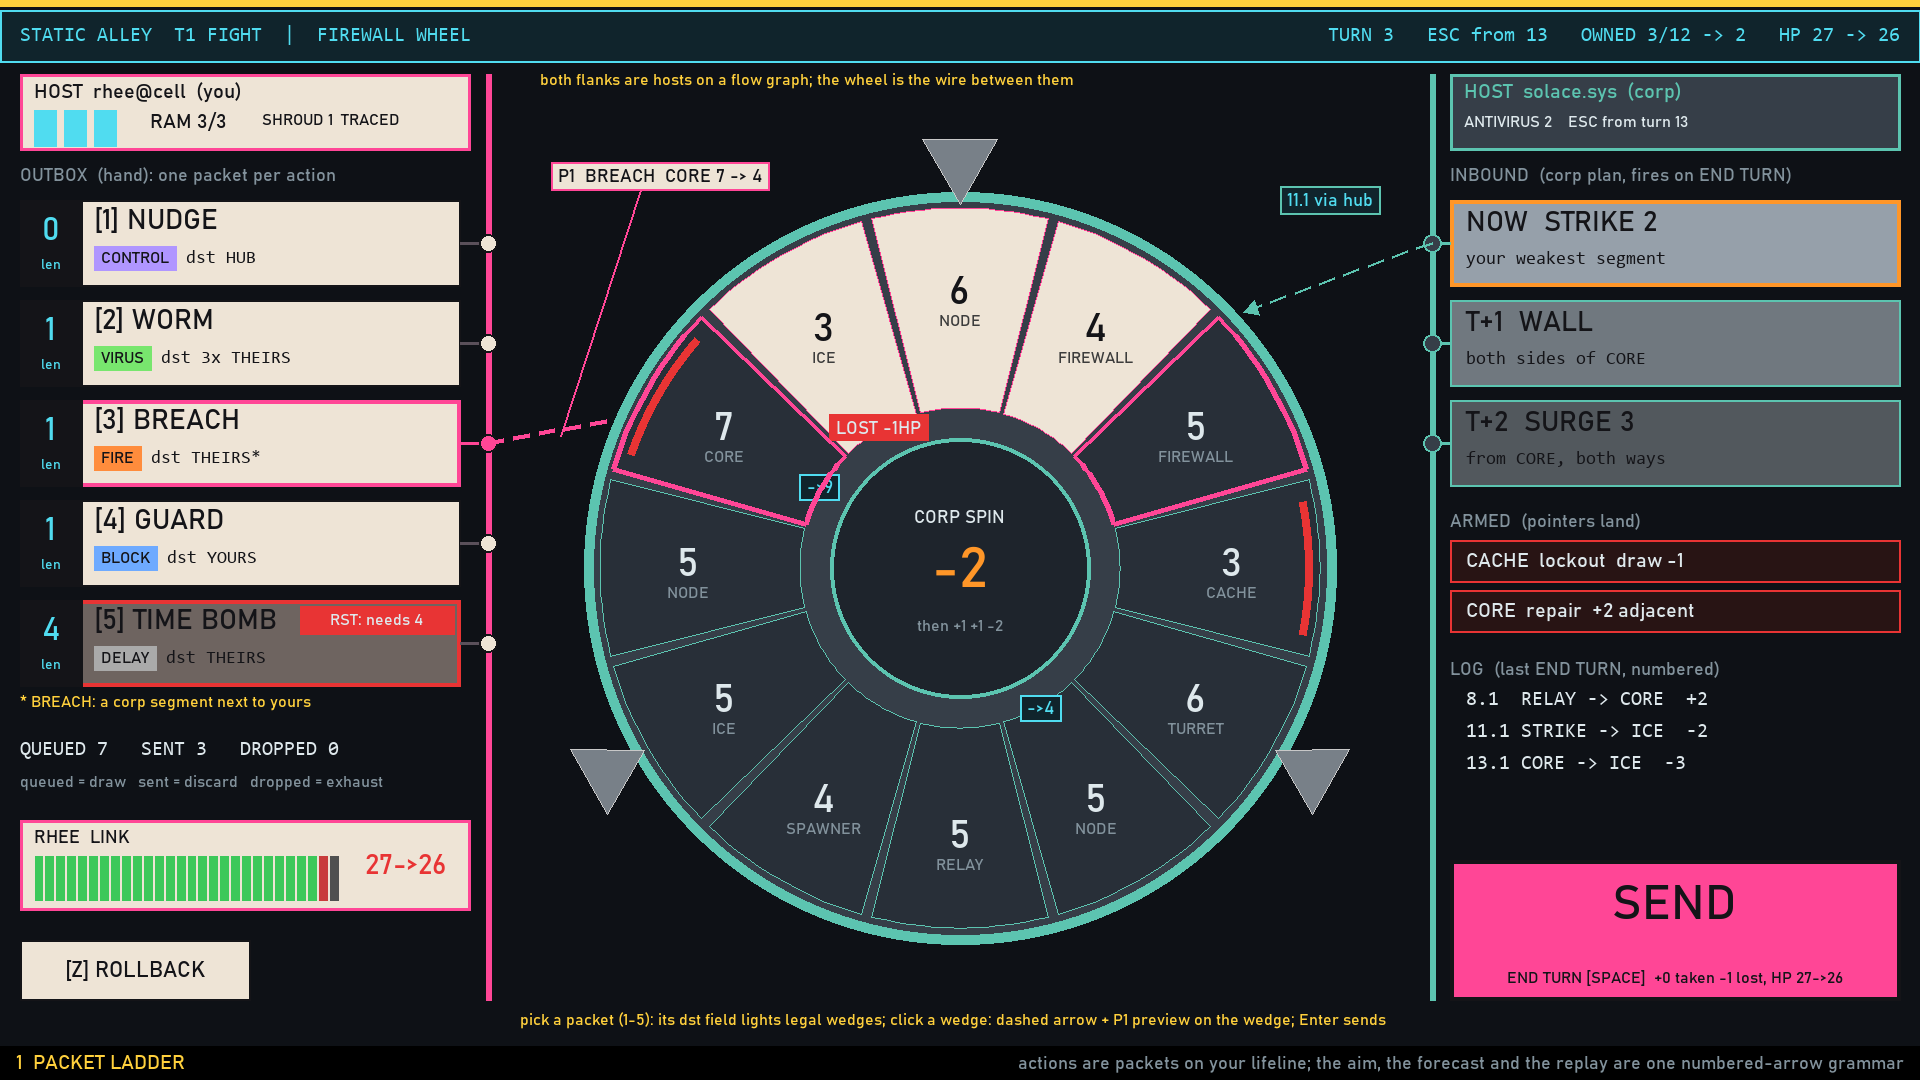 STATIC ALLEY  T1 FIGHT  |  FIREWALL WHEEL
TURN 3   ESC from 13   OWNED 3/12 -> 2   HP 27 -> 26
both flanks are hosts on a flow graph; the wheel is the wire between them
HOST rhee@cell (you)
RAM 3/3   SHROUD 1 TRACED
OUTBOX (hand): one packet per action
0
len
[1] NUDGE
CONTROL dst HUB
1
len
[2] WORM
VIRUS dst 3x THEIRS
1
len
[3] BREACH
FIRE dst THEIRS*
1
len
[4] GUARD
BLOCK dst YOURS
4
len
[5] TIME BOMB
RST: needs 4
DELAY dst THEIRS
* BREACH: a corp segment next to yours
QUEUED 7   SENT 3   DROPPED 0
queued = draw   sent = discard   dropped = exhaust
RHEE LINK
27->26
[Z] ROLLBACK
P1 BREACH CORE 7 -> 4
11.1 via hub
6
NODE
3
ICE
4
FIREWALL
7
CORE
5
FIREWALL
LOST -1HP
->9
5
NODE
3
CACHE
CORP SPIN
-2
then +1 +1 -2
5
ICE
6
TURRET
->4
4
SPAWNER
5
NODE
5
RELAY
HOST solace.sys (corp)
ANTIVIRUS 2   ESC from turn 13
INBOUND (corp plan, fires on END TURN)
NOW STRIKE 2
your weakest segment
T+1 WALL
both sides of CORE
T+2 SURGE 3
from CORE, both ways
ARMED (pointers land)
CACHE lockout draw -1
CORE repair +2 adjacent
LOG (last END TURN, numbered)
8.1 RELAY -> CORE +2
11.1 STRIKE -> ICE -2
13.1 CORE -> ICE -3
SEND
END TURN [SPACE] +0 taken -1 lost, HP 27->26
pick a packet (1-5): its dst field lights legal wedges; click a wedge: dashed arrow + P1 preview on the wedge; Enter sends
1 PACKET LADDER
actions are packets on your lifeline; the aim, the forecast and the replay are one numbered-arrow grammar